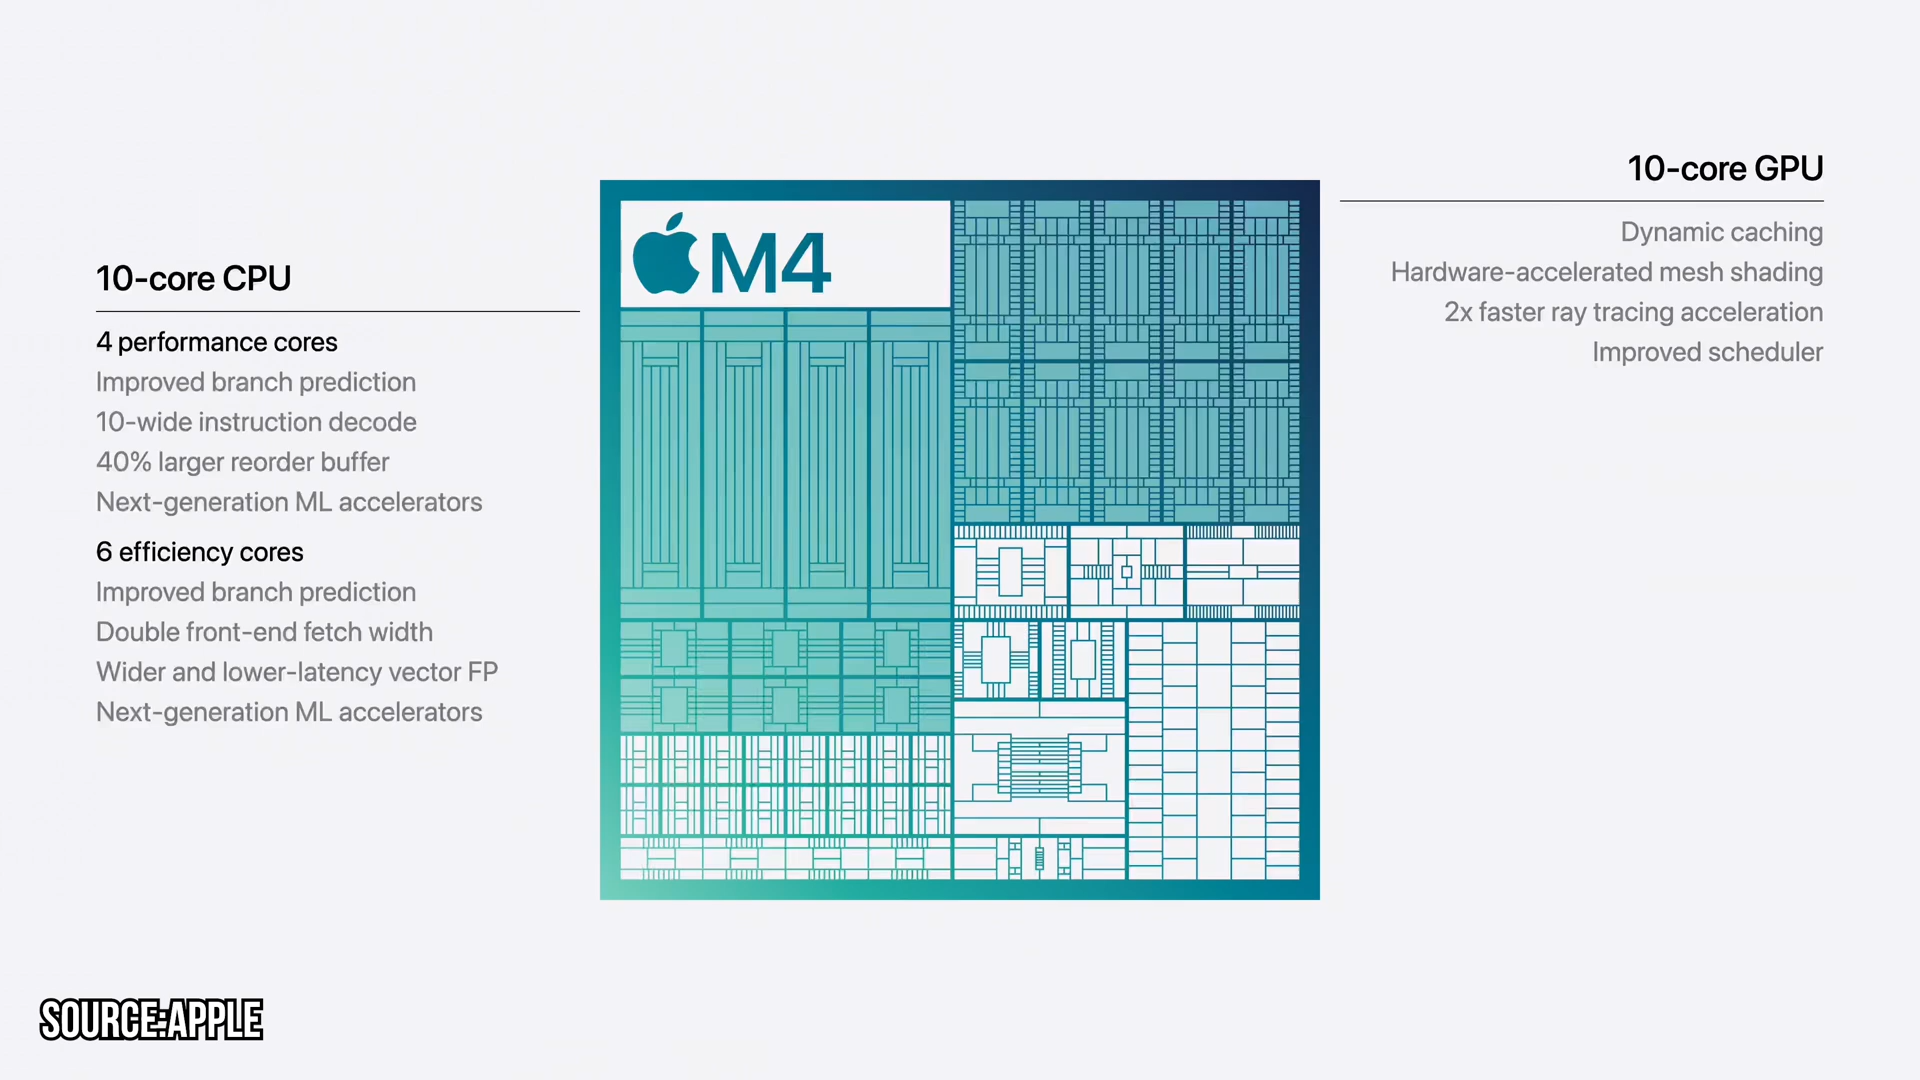 M4
10-core CPU
4 performance cores
Improved branch prediction
10-wide instruction decode
40% larger reorder buffer
Next-generation ML accelerators
6 efficiency cores
Improved branch prediction
Double front-end fetch width
Wider and lower-latency vector FP
Next-generation ML accelerators
10-core GPU
Dynamic caching
Hardware-accelerated mesh shading
2x faster ray tracing acceleration
Improved scheduler
SOURCE:APPLE